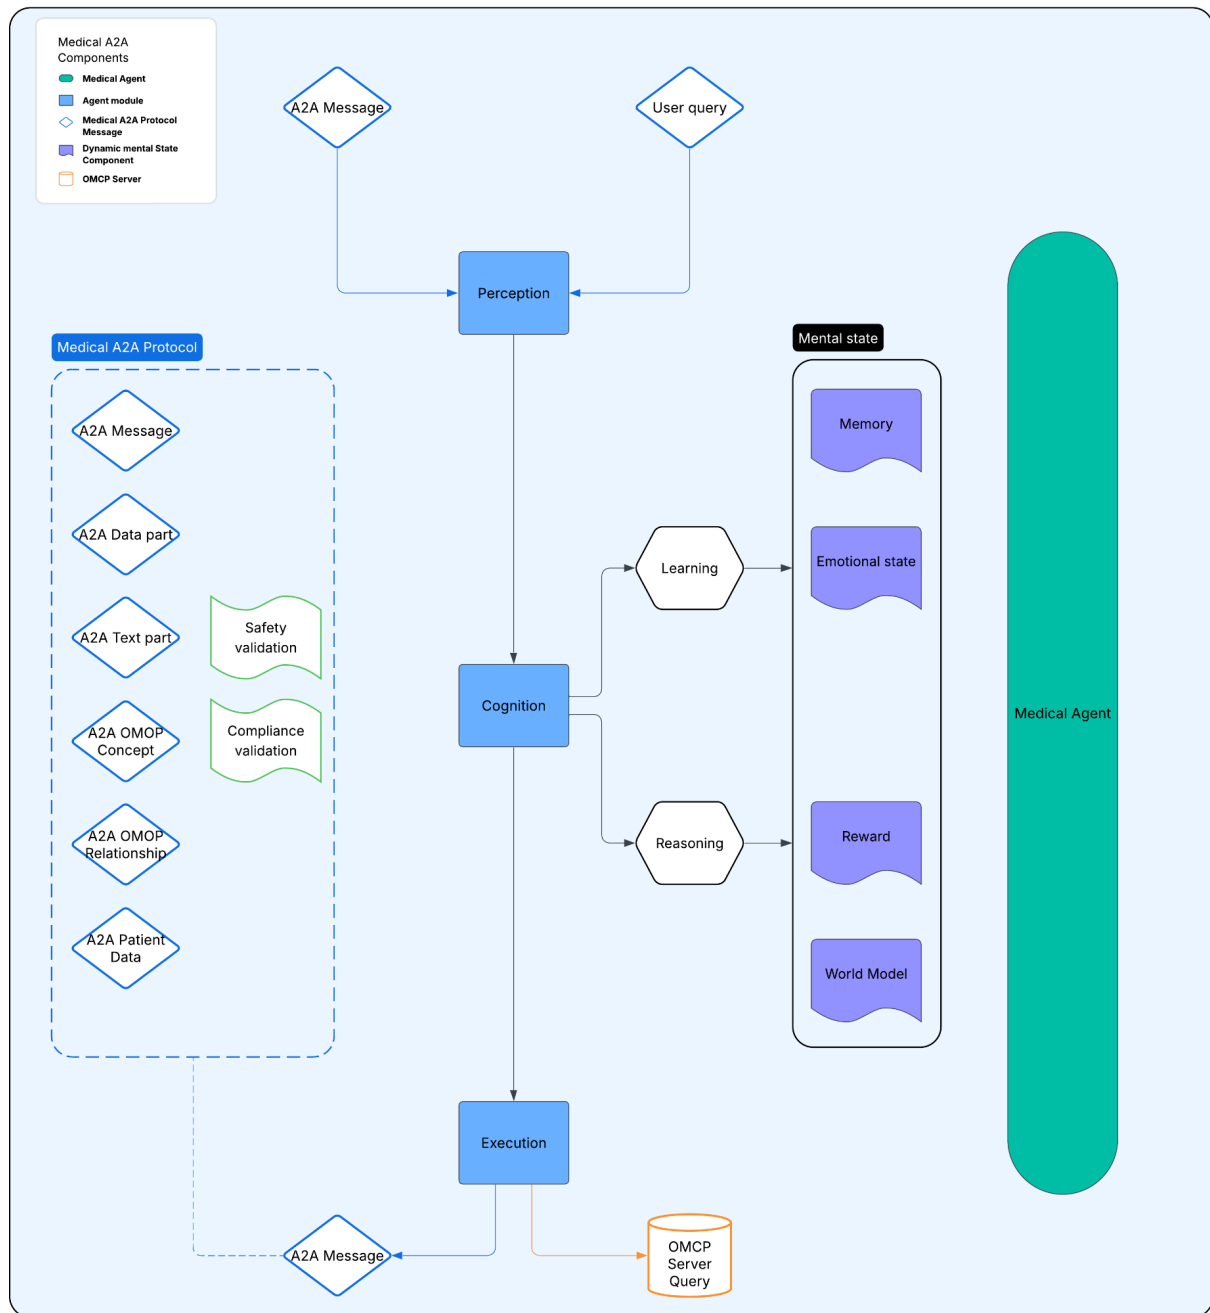 Medical A2A
Components
Medical Agent
Agent module
Medical A2A Protocol
Message
Dynamic mental State
Component
OMCP Server
A2A Message
User query
Perception
Medical A2A Protocol
Mental state
A2A Message
A2A Data part
A2A Text part
Safety
validation
A2A OMOP
Concept
Compliance
validation
A2A OMOP
Relationship
A2A Patient
Data
Cognition
Learning
Reasoning
Memory
Emotional state
Reward
World Model
Medical Agent
Execution
A2A Message
OMCP
Server
Query